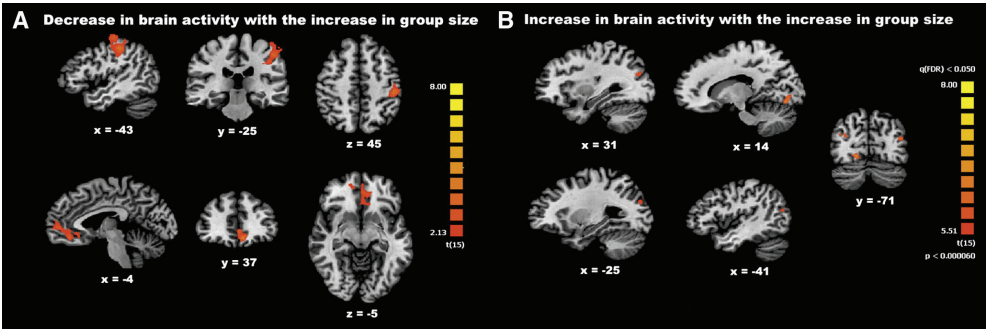 A Decrease in brain activity with the increase in group size
x = -43
y = -25
z = 45
8.00
2.13
t(15)
x = -4
y = 37
z = -5
B Increase in brain activity with the increase in group size
q(FDR) < 0.050
8.00
x = 31
x = 14
y = -71
5.51
t(15)
p < 0.000060
x = -25
x = -41